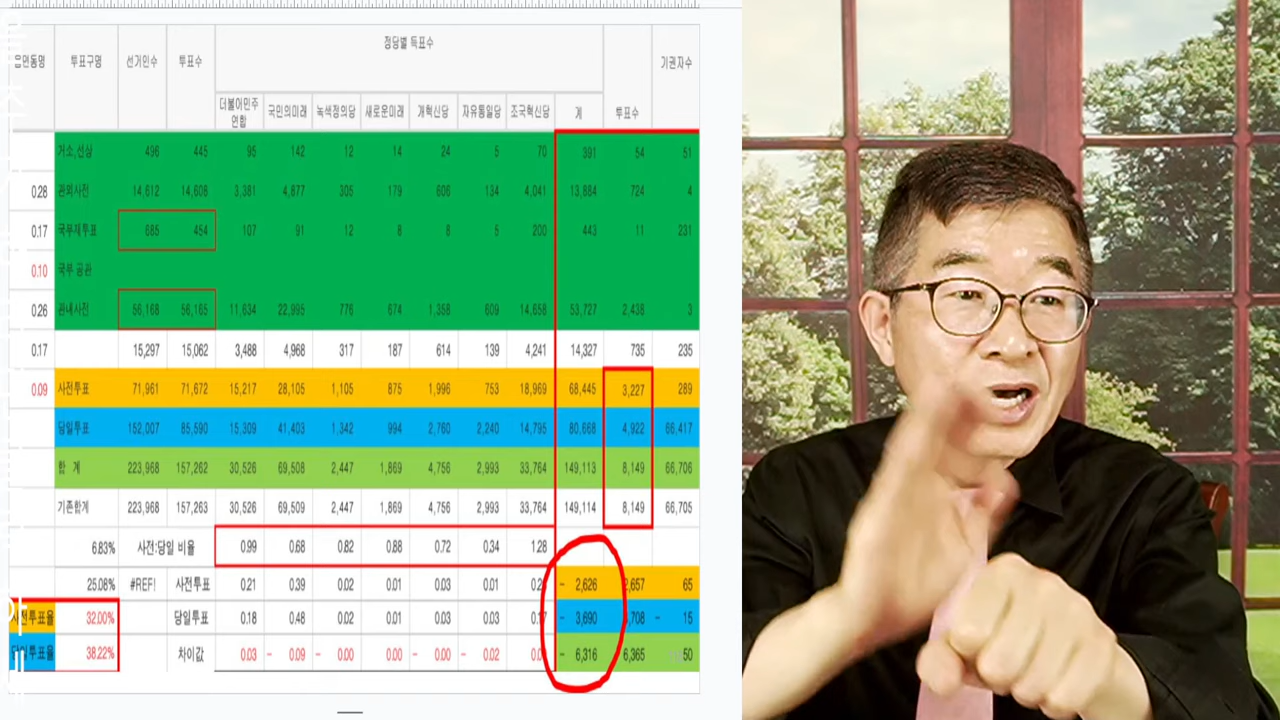 정당별 득표수
읍면동명 투표구명 선거인수 투표수 기권자수
더불어민주연합 국민의미래 녹색정의당 새로운미래 개혁신당 자유통일당 조국혁신당 계 투표수
거소,선상 496 445 95 142 12 14 24 5 70 391 54 51
0.28 관외사전 14,612 14,608 3,381 4,877 305 179 606 134 4,041 13,884 724 4
0.17 국외재투표 685 454 107 91 12 8 8 5 200 443 11 231
0.10 국외 공관
0.26 관내사전 56,168 56,165 11,634 22,995 776 674 1,358 609 14,658 53,727 2,438 3
0.17 15,297 15,062 3,488 4,968 317 187 614 139 4,241 14,327 735 235
0.09 사전투표 71,961 71,672 15,217 28,105 1,105 875 1,996 753 18,969 68,445 3,227 289
당일투표 152,007 85,590 15,309 41,403 1,342 994 2,760 2,240 14,795 80,668 4,922 66,417
합 계 223,968 157,262 30,526 69,508 2,447 1,869 4,756 2,993 33,764 149,113 8,149 66,706
기존합계 223,968 157,263 30,526 69,509 2,447 1,869 4,756 2,993 33,764 149,114 8,149 66,705
6.83% 사전:당일 비율 0.99 0.68 0.82 0.88 0.72 0.34 1.28
25.08% #REF! 사전투표 0.21 0.39 0.02 0.01 0.03 0.01 - 2,626 2,657 65
사전투표율 32.00% 당일투표 0.18 0.48 0.02 0.01 0.03 0.03 - 3,690 - 15
당일투표율 38.22% 차이값 0.03 - 0.09 - 0.00 0.00 - 0.00 - 0.02 - 6,316 6,365 50